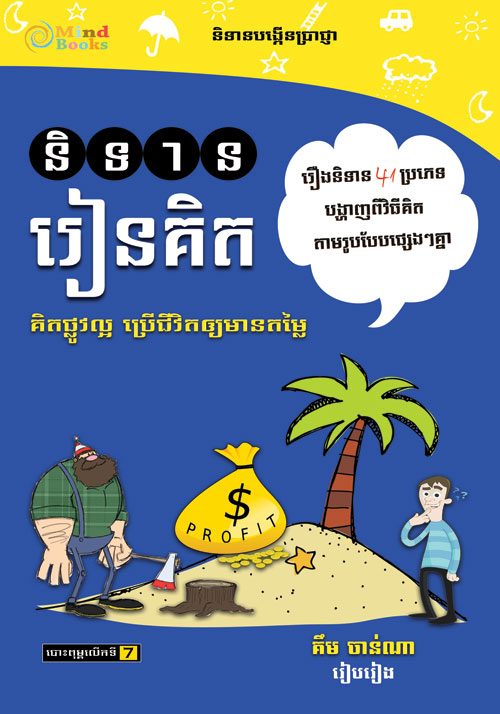 Mind
Books
និទានបង្កើនប្រាជ្ញា
និទាន
រៀនគិត
គិតផ្លូវល្អ ប្រើជីវិតឲ្យមានតម្លៃ
រឿងនិទាន 41 ប្រភេទ
បង្ហាញពីវិធីគិត
តាមរូបបែបផ្សេងៗគ្នា
$
PROFIT
??
បោះពុម្ពលើកទី 7
គឹម ចាន់ណា
រៀបរៀង